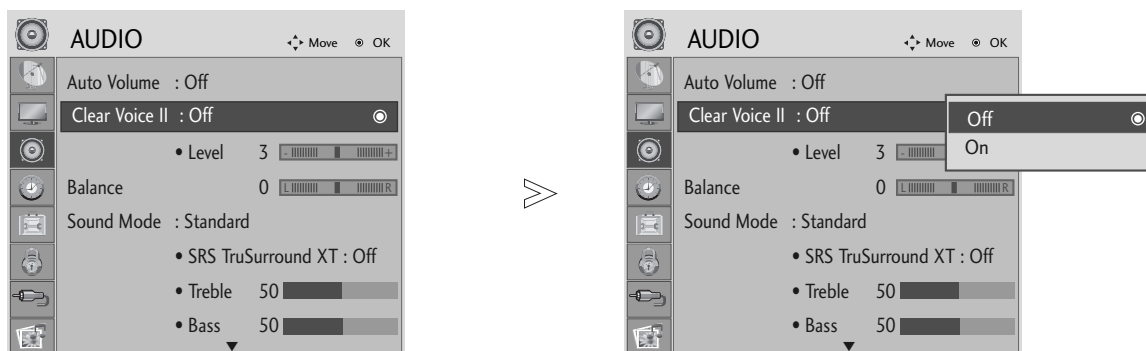 AUDIO Move OK
Auto Volume : Off
Clear Voice II : Off
• Level 3 - +
Balance 0 L R
Sound Mode : Standard
• SRS TruSurround XT : Off
• Treble 50
• Bass 50
AUDIO Move OK
Auto Volume : Off
Clear Voice II : Off
Off
• Level 3 -
On
Balance 0 L R
Sound Mode : Standard
• SRS TruSurround XT : Off
• Treble 50
• Bass 50